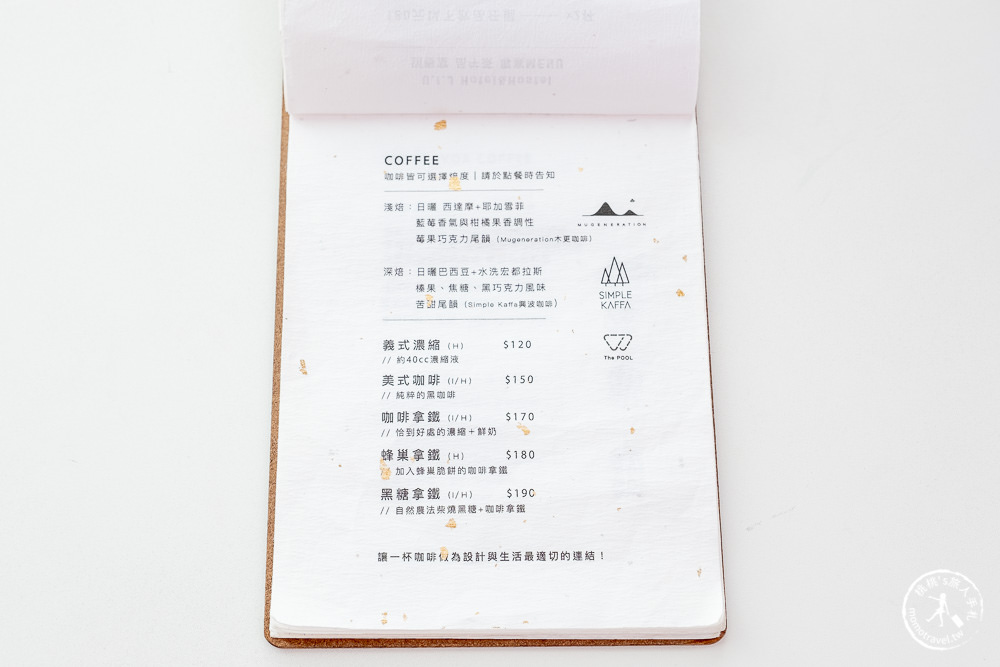 COFFEE
咖啡皆可選擇焙度｜請於點餐時告知
淺焙：日曬 西達摩+耶加雪菲
藍莓香氣與柑橘果香調性
莓果巧克力尾韻（Mugeneration木更咖啡）
MUGENERATION
深焙：日曬巴西豆+水洗宏都拉斯
榛果、焦糖、黑巧克力風味
苦甜尾韻（Simple Kaffa興波咖啡）
SIMPLE
KAFFA
義式濃縮 (H) $120
// 約40cc濃縮液
The POOL
美式咖啡 (I/H) $150
// 純粹的黑咖啡
咖啡拿鐵 (I/H) $170
// 恰到好處的濃縮＋鮮奶
蜂巢拿鐵 (H) $180
加入蜂巢脆餅的咖啡拿鐵
黑糖拿鐵 (I/H) $190
// 自然農法柴燒黑糖+咖啡拿鐵
讓一杯咖啡做為設計與生活最適切的連結！
momotravel.tw